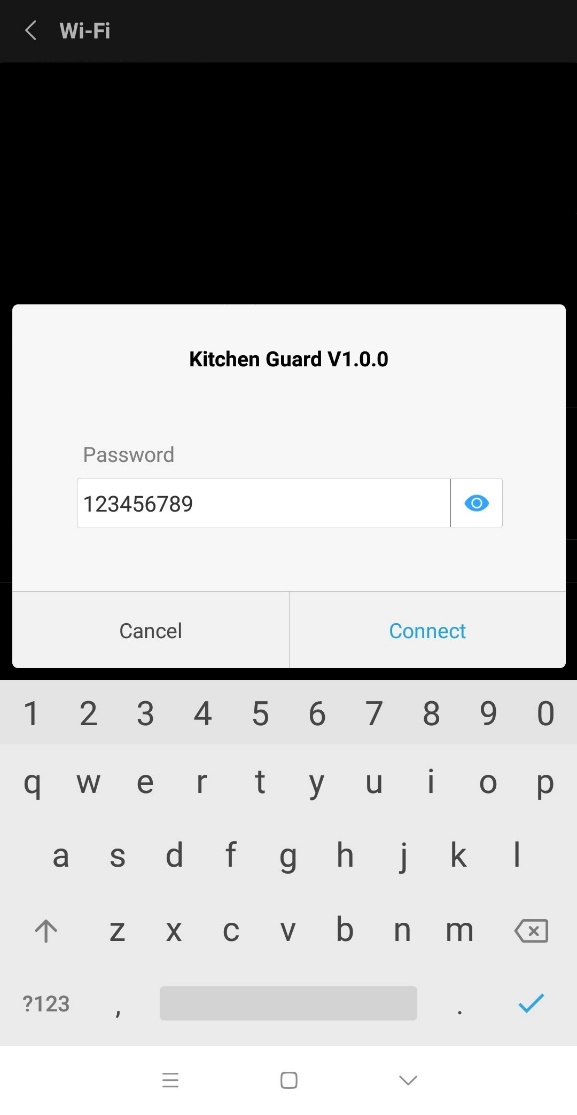 Wi-Fi
Kitchen Guard V1.0.0
Password
123456789
Cancel
Connect
1 2 3 4 5 6 7 8 9 0
q w e r t y u i o p
a s d f g h j k l
z x c v b n m
?123 , .